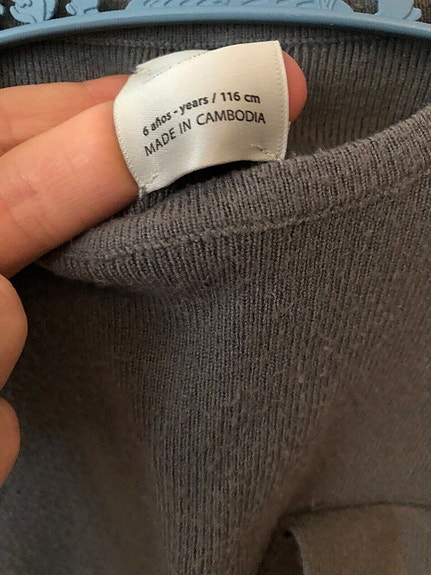 6 años - years / 116 cm
MADE IN CAMBODIA